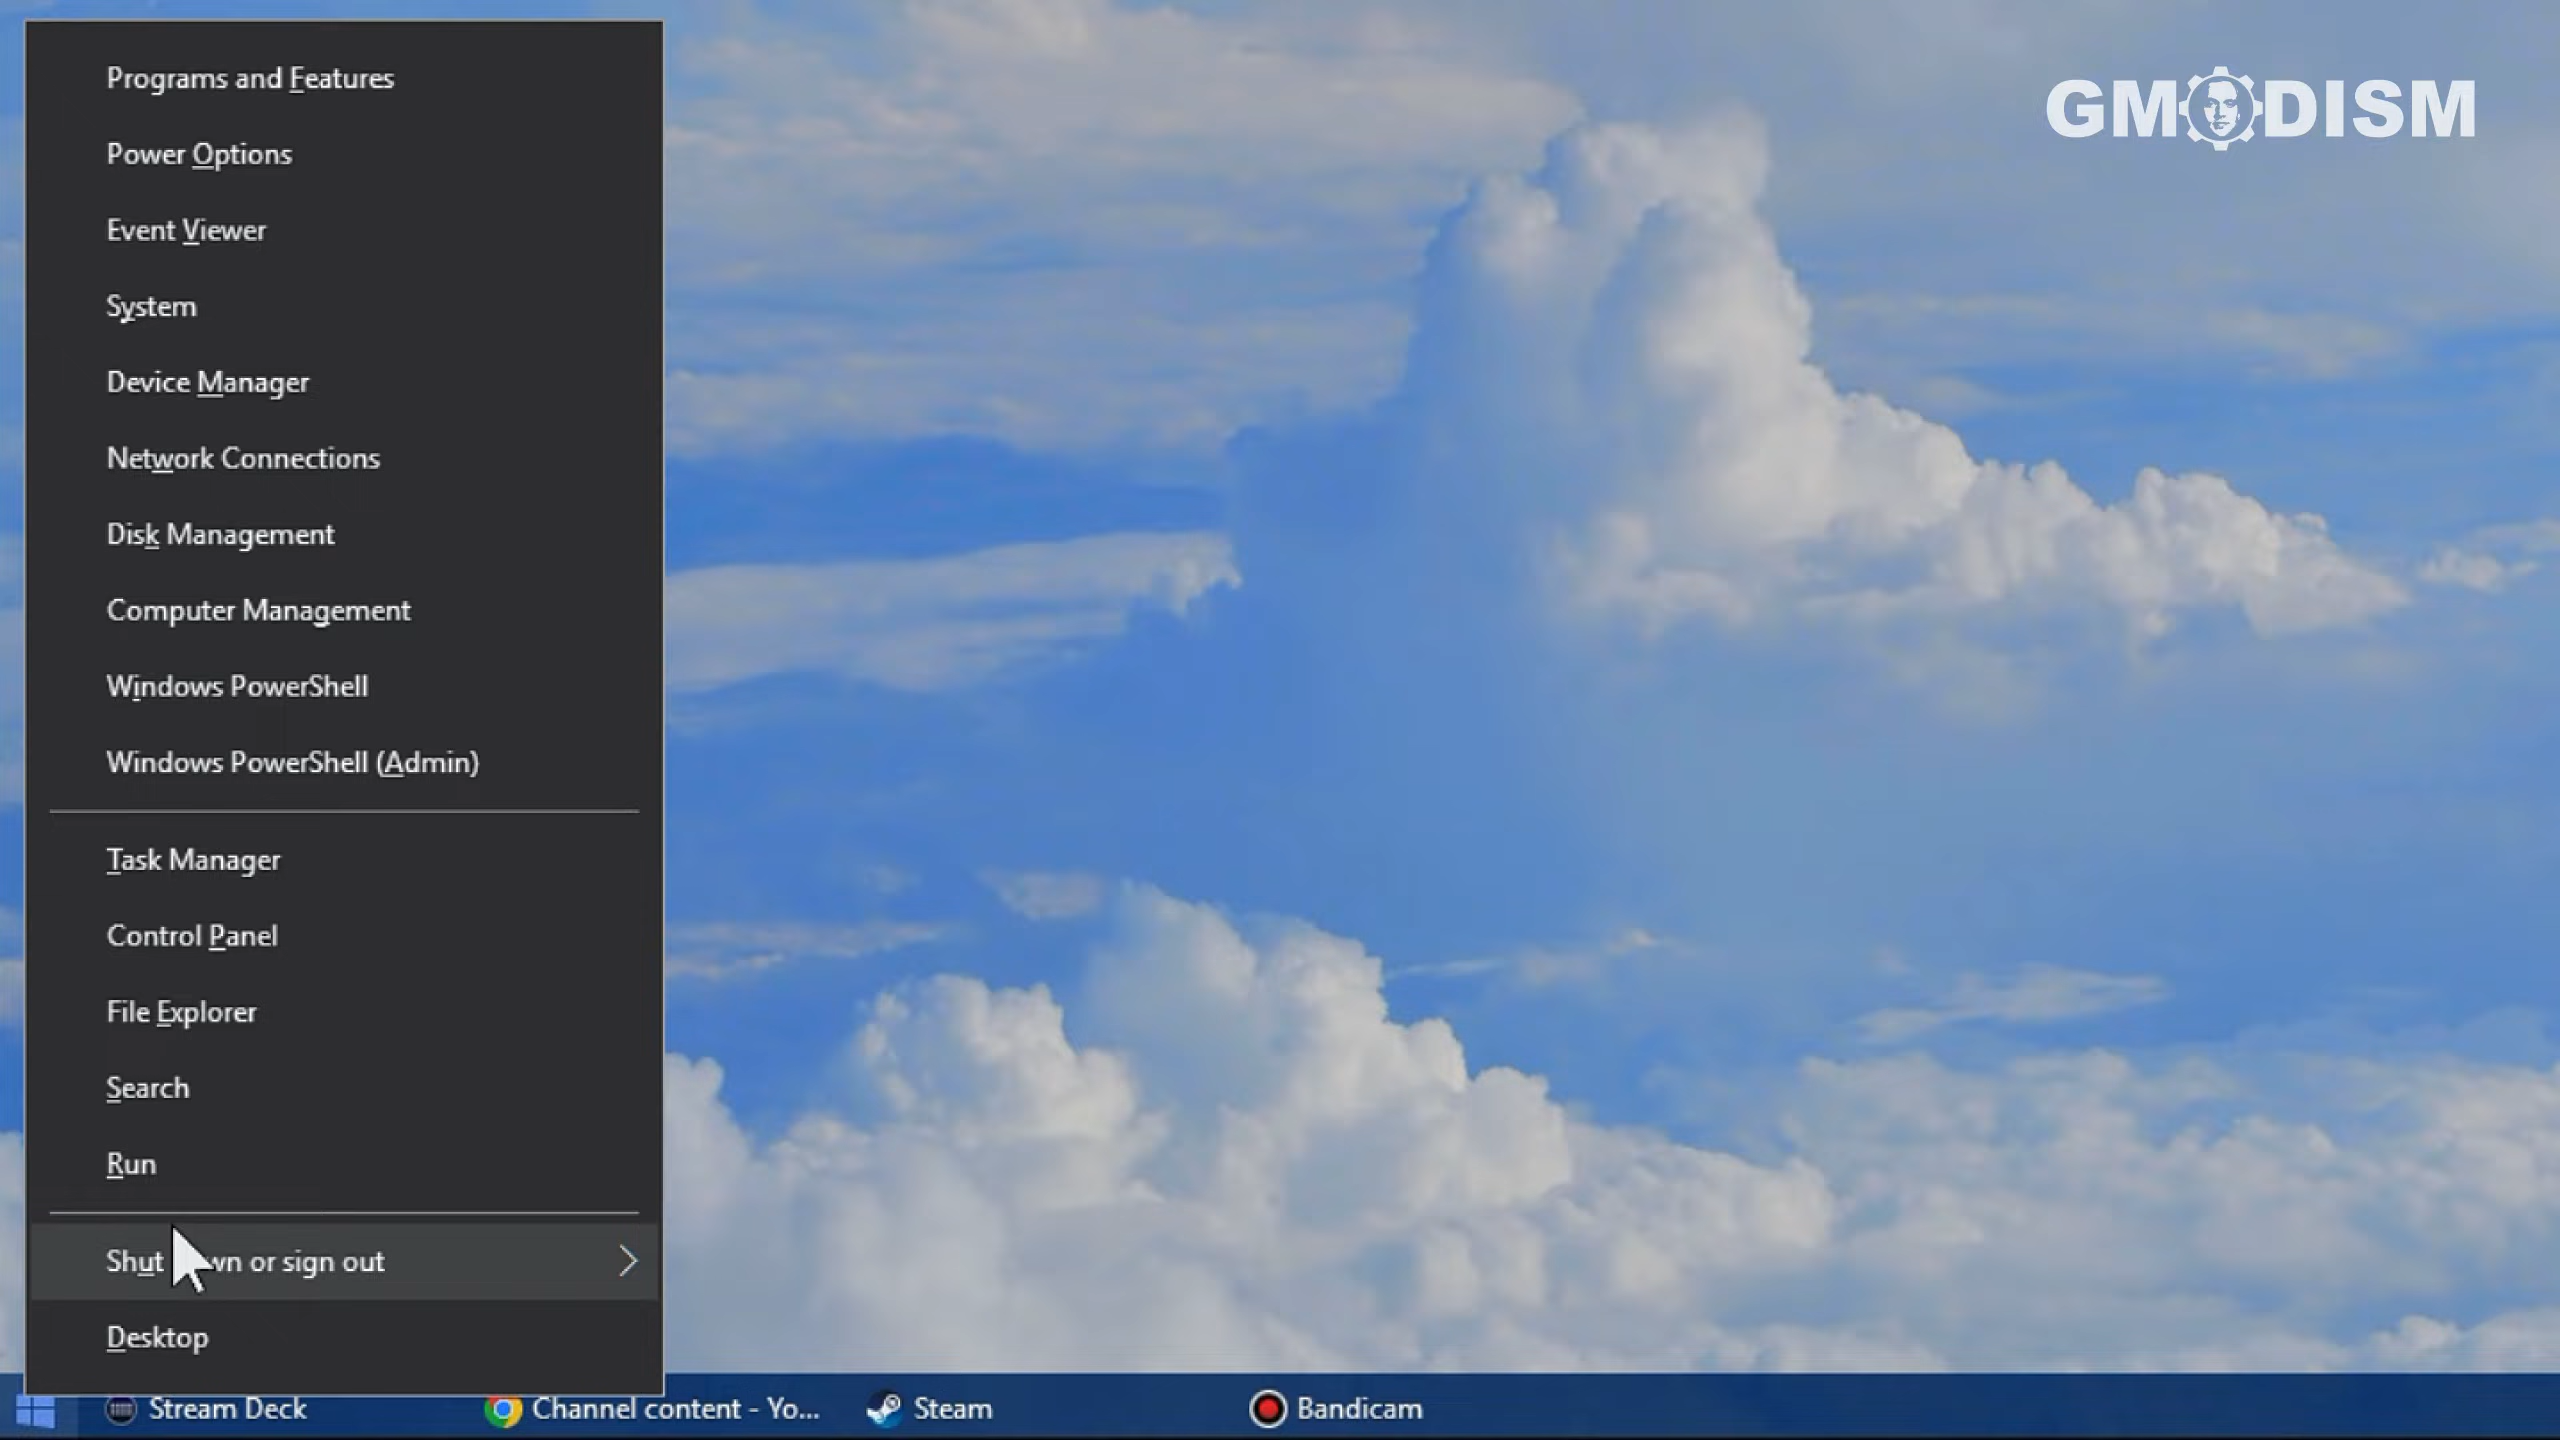 Programs and Features
Power Options
Event Viewer
System
Device Manager
Network Connections
Disk Management
Computer Management
Windows PowerShell
Windows PowerShell (Admin)
Task Manager
Control Panel
File Explorer
Search
Run
Shut wn or sign out
Desktop
GMODISM
Stream Deck
Channel content - Yo...
Steam
Bandicam